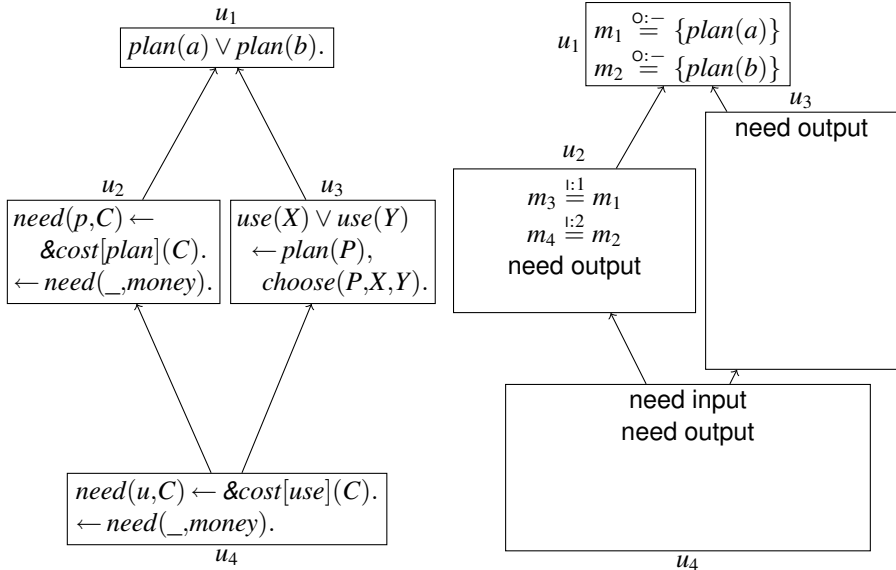 u₁
plan(a) ∨ plan(b).
u₂
need(p,C) ←
&cost[plan](C).
← need(_,money).
u₃
use(X) ∨ use(Y)
← plan(P),
choose(P,X,Y).
need(u,C) ← &cost[use](C).
← need(_,money).
u₄
u₁
m₁ O:–= {plan(a)}
m₂ O:–= {plan(b)}
u₂
m₃ I:1= m₁
m₄ I:2= m₂
need output
u₃
need output
need input
need output
u₄